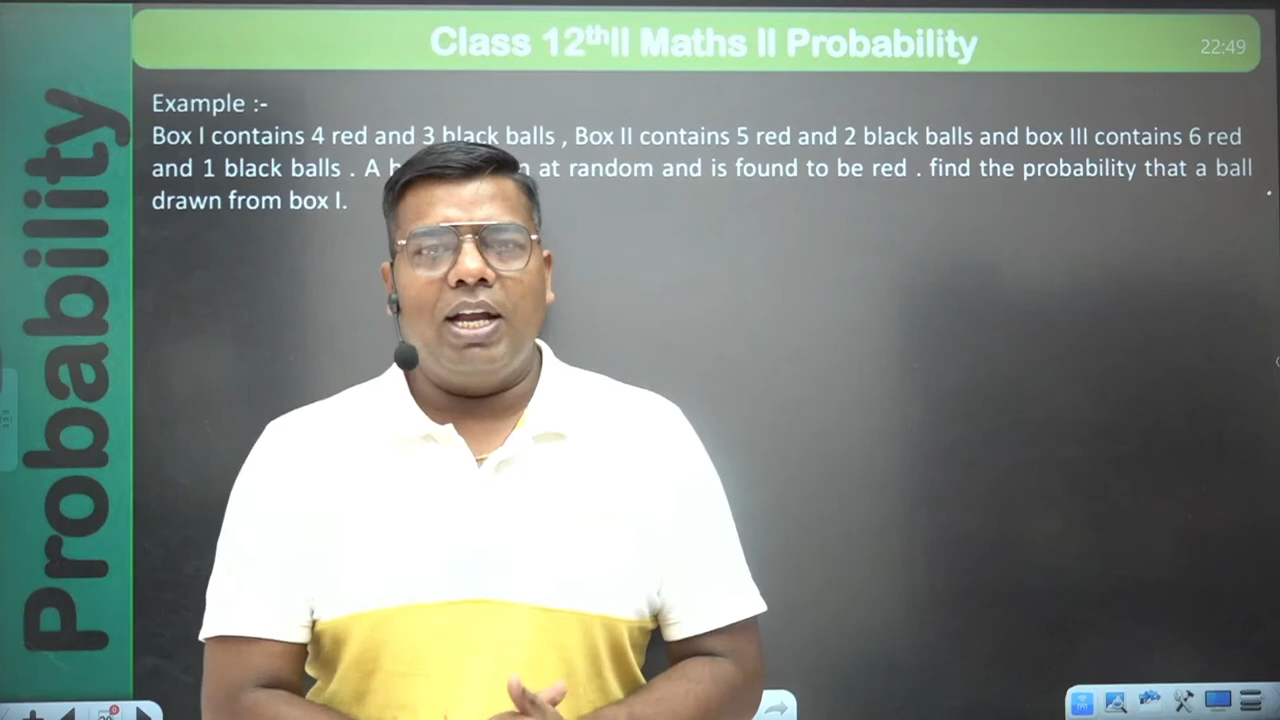 Class 12thII Maths II Probability
22:49
Probability
Example :-
Box I contains 4 red and 3 black balls , Box II contains 5 red and 2 black balls and box III contains 6 red
and 1 black balls . A at random and is found to be red . find the probability that a ball
drawn from box I.